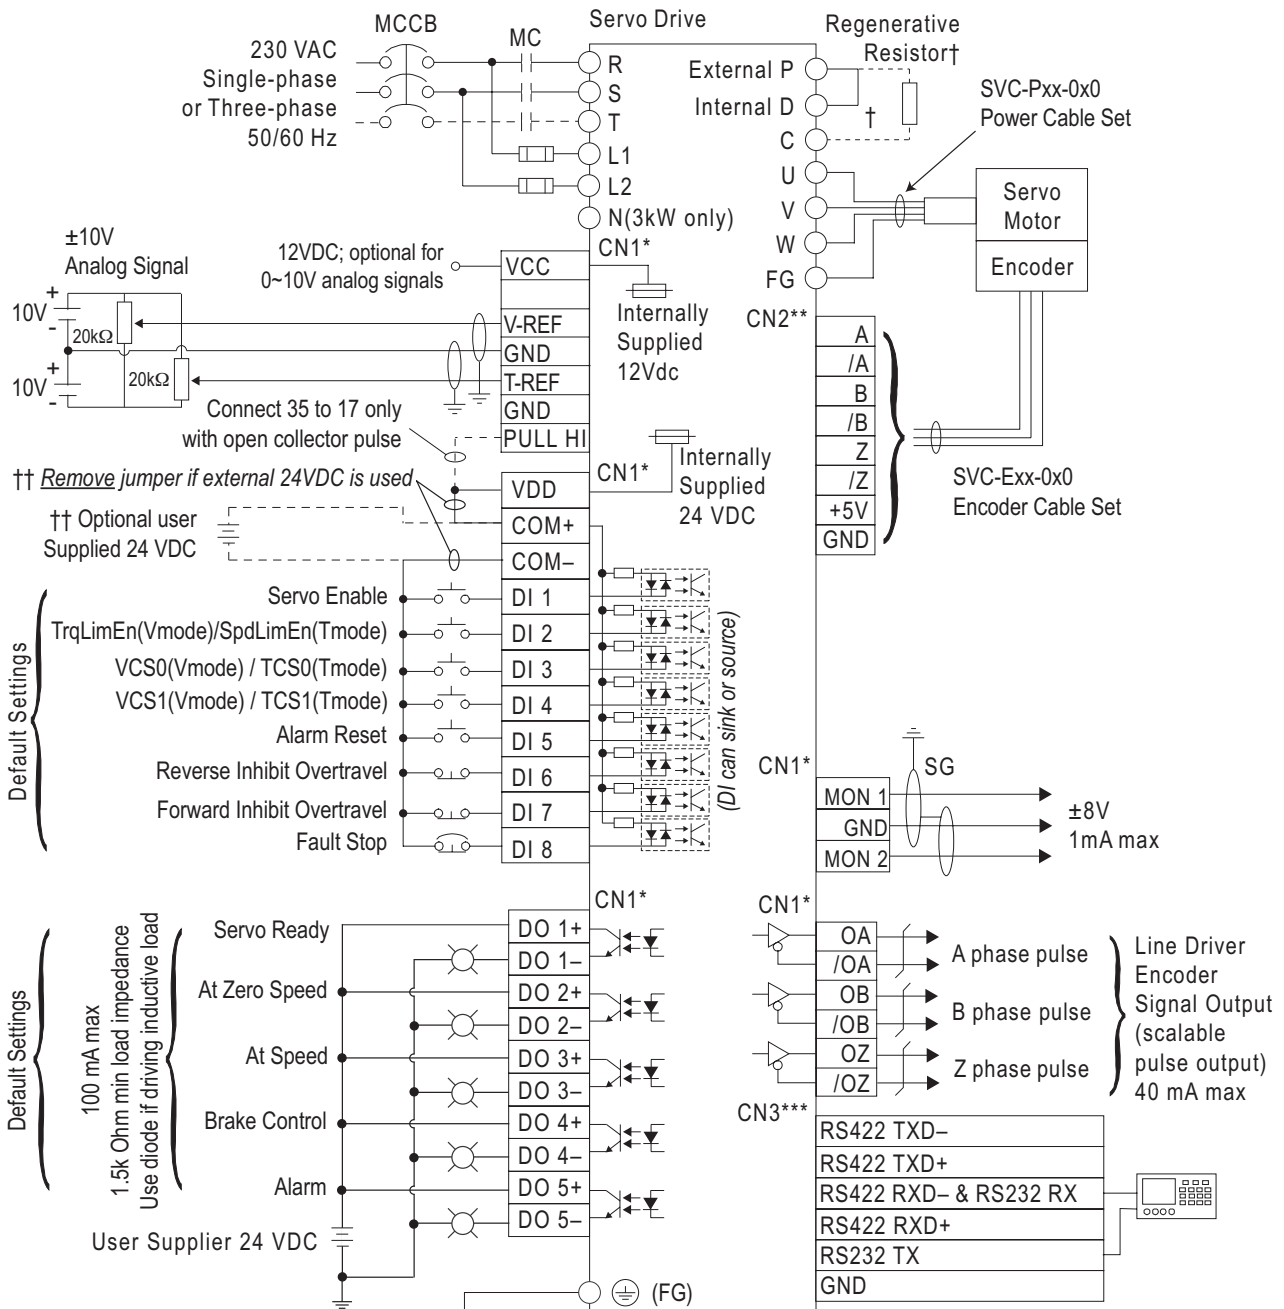 Servo Drive
MCCB
MC
230 VAC
Single-phase
or Three-phase
50/60 Hz
R
S
T
L1
L2
N(3kW only)
Regenerative
Resistor†
External P
Internal D
C
†
U
V
W
FG
SVC-Pxx-0x0
Power Cable Set
Servo
Motor
Encoder
±10V
Analog Signal
+
10V
-
20kΩ
+
10V
-
20kΩ
12VDC; optional for
0~10V analog signals
CN1*
VCC
V-REF
GND
T-REF
GND
PULL HI
Internally
Supplied
12Vdc
Connect 35 to 17 only
with open collector pulse
†† Remove jumper if external 24VDC is used
†† Optional user
Supplied 24 VDC
CN1*
VDD
COM+
COM–
Internally
Supplied
24 VDC
CN2**
A
/A
B
/B
Z
/Z
+5V
GND
SVC-Exx-0x0
Encoder Cable Set
Default Settings
Servo Enable
DI 1
TrqLimEn(Vmode)/SpdLimEn(Tmode)
DI 2
VCS0(Vmode) / TCS0(Tmode)
DI 3
VCS1(Vmode) / TCS1(Tmode)
DI 4
Alarm Reset
DI 5
Reverse Inhibit Overtravel
DI 6
Forward Inhibit Overtravel
DI 7
Fault Stop
DI 8
(DI can sink or source)
CN1*
SG
MON 1
GND
MON 2
±8V
1mA max
Default Settings
100 mA max
1.5k Ohm min load impedance
Use diode if driving inductive load
CN1*
Servo Ready
DO 1+
DO 1–
At Zero Speed
DO 2+
DO 2–
At Speed
DO 3+
DO 3–
Brake Control
DO 4+
DO 4–
Alarm
DO 5+
DO 5–
User Supplier 24 VDC
(FG)
CN1*
OA
/OA
A phase pulse
OB
/OB
B phase pulse
OZ
/OZ
Z phase pulse
Line Driver
Encoder
Signal Output
(scalable
pulse output)
40 mA max
CN3***
RS422 TXD–
RS422 TXD+
RS422 RXD– & RS232 RX
RS422 RXD+
RS232 TX
GND